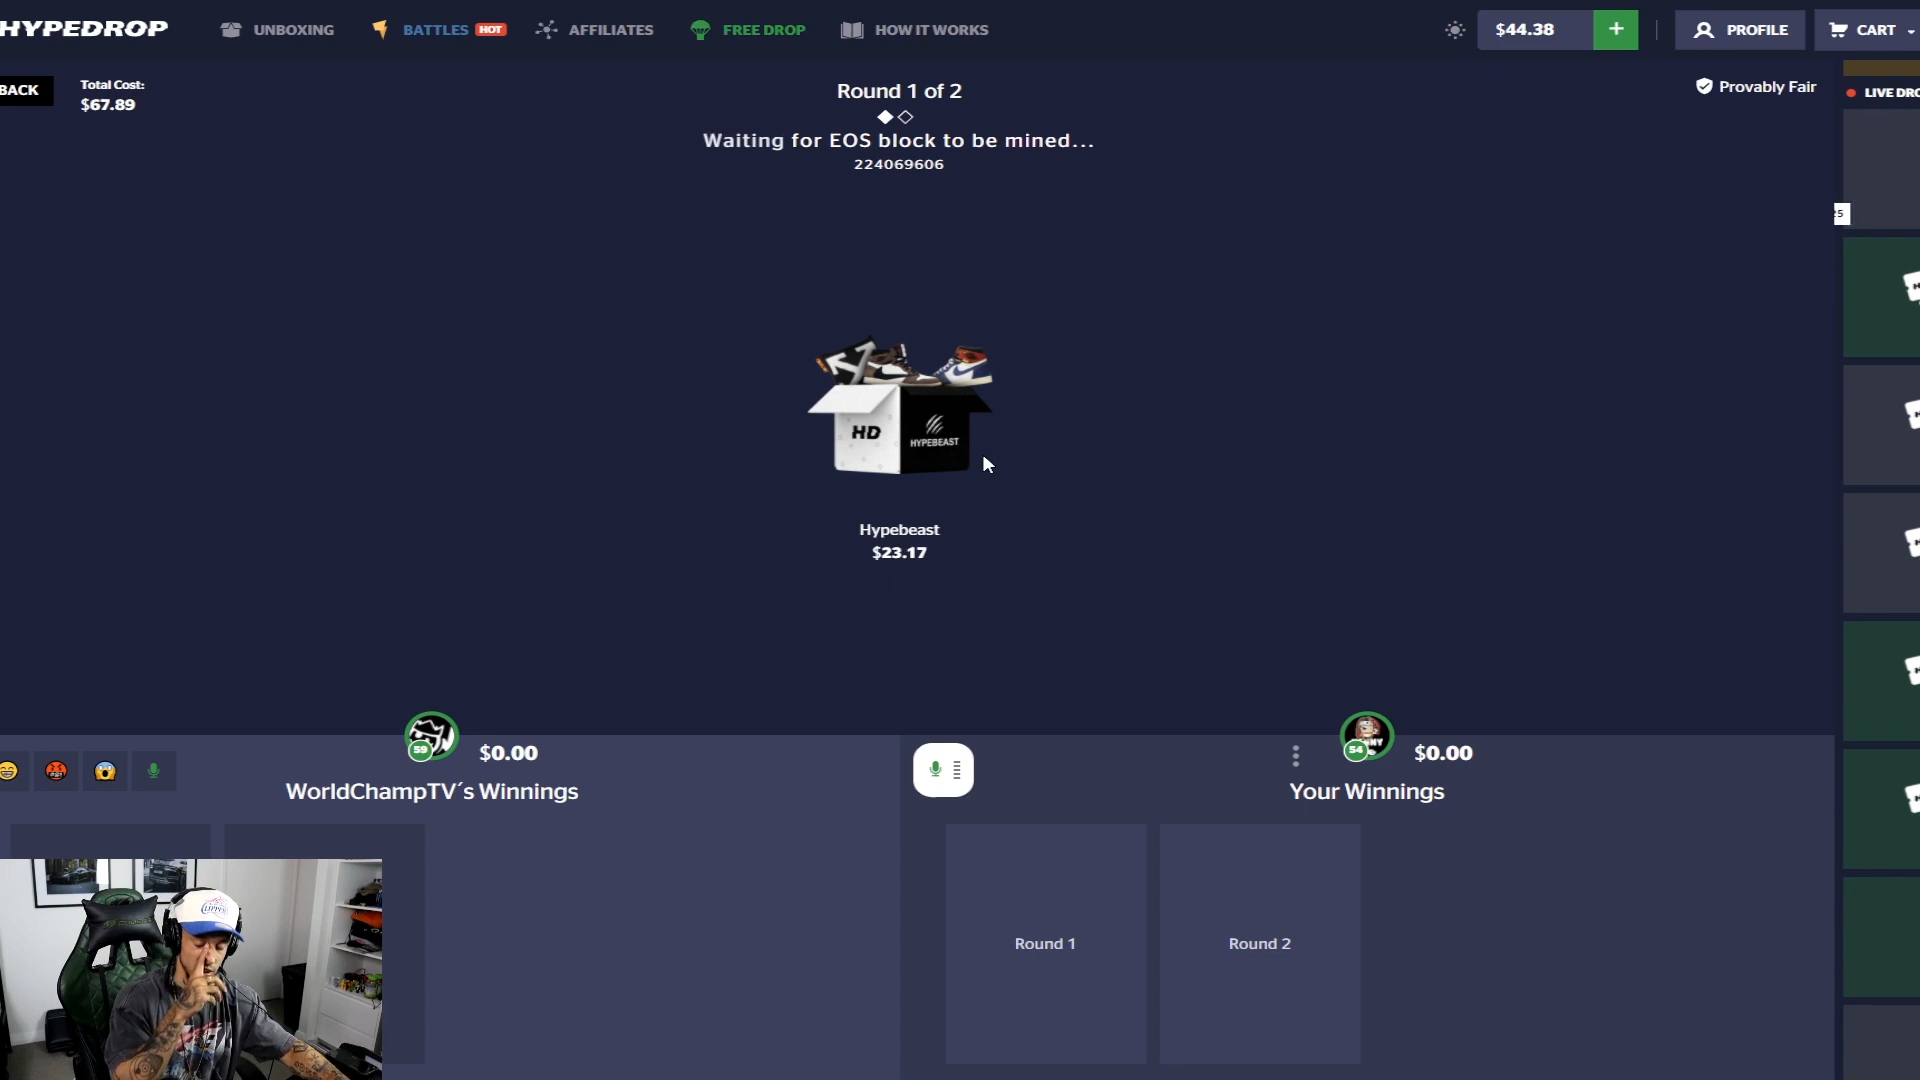 HYPEDROP
UNBOXING
BATTLES HOT
AFFILIATES
FREE DROP
HOW IT WORKS
$44.38
+
PROFILE
CART
BACK
Total Cost:
$67.89
Round 1 of 2
Waiting for EOS block to be mined...
224069606
Provably Fair
LIVE DRO
HD
HYPEBEAST
Hypebeast
$23.17
59
$0.00
WorldChampTV´s Winnings
54
$0.00
Your Winnings
Round 1
Round 2